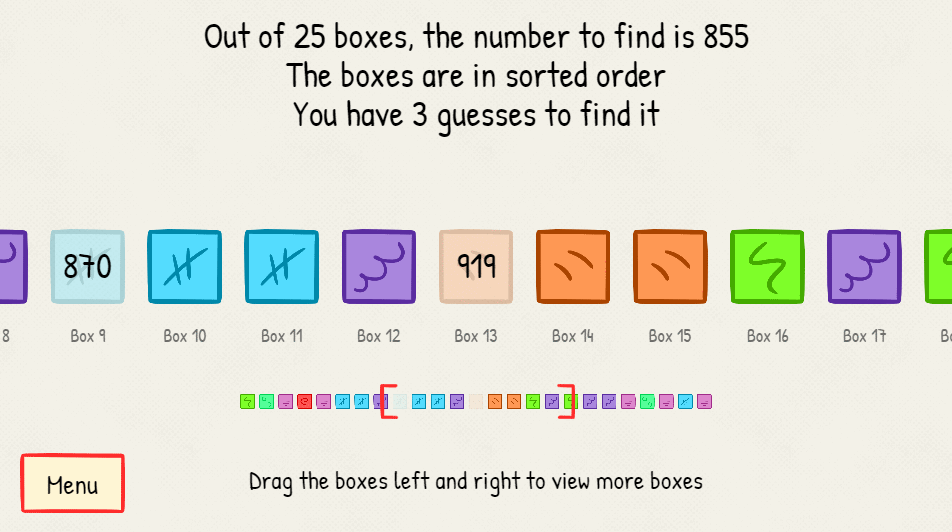 Out of 25 boxes, the number to find is 855
The boxes are in sorted order
You have 3 guesses to find it
870
919
8
Box 9
Box 10
Box 11
Box 12
Box 13
Box 14
Box 15
Box 16
Box 17
Menu
Drag the boxes left and right to view more boxes